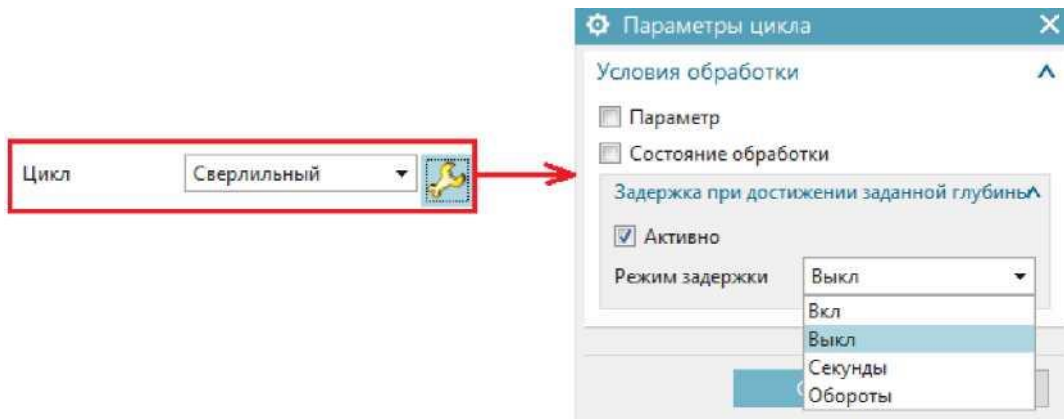 Параметры цикла
Условия обработки
Параметр
Состояние обработки
Цикл
Сверлильный
Задержка при достижении заданной глубины
Активно
Режим задержки
Выкл
Вкл
Выкл
Секунды
Обороты